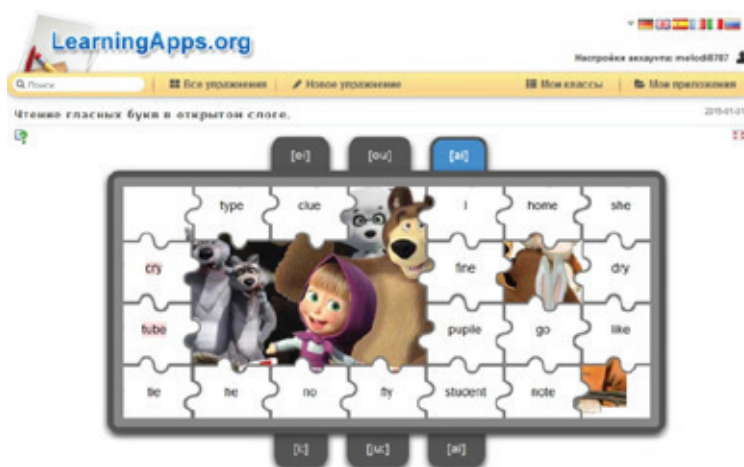 LearningApps.org
Настройки аккаунта: melodi8787
Поиск
Все упражнения
Новое упражнение
Мои классы
Мои приложения
Чтение гласных букв в открытом слоге.
[ei] [ou] [ai]
type clue I home she
cry fine dry
tube pupile go like
tie he no fly student note
[i:] [ju:] [ai]